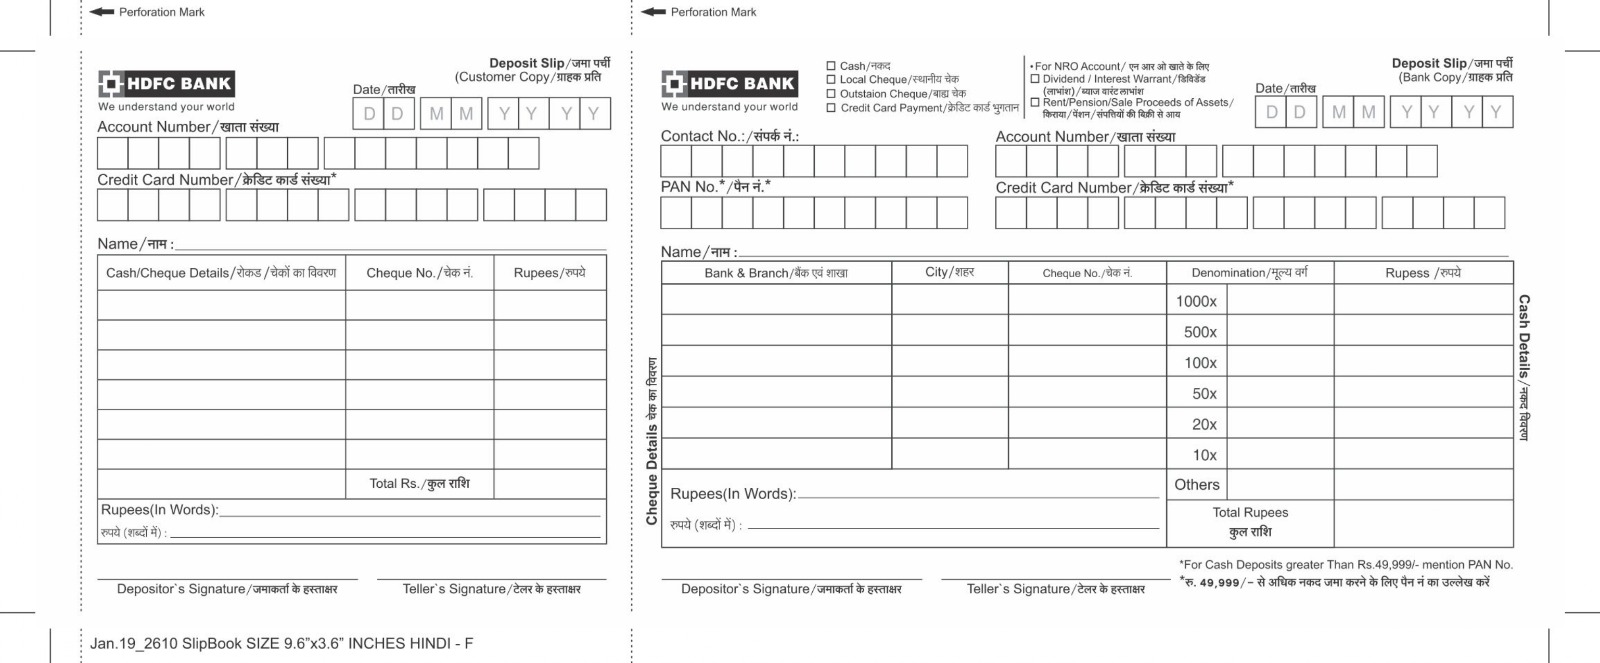 Perforation Mark
Perforation Mark
HDFC BANK
We understand your world
Deposit Slip/जमा पर्ची
(Customer Copy/ग्राहक प्रति
Date/तारीख
D D M M Y Y Y Y
Account Number/खाता संख्या
Credit Card Number/क्रेडिट कार्ड संख्या*
Name/नाम :
Cash/Cheque Details/रोकड /चेकों का विवरण Cheque No./चेक नं. Rupees/रुपये
Total Rs./कुल राशि
Rupees(In Words):
रुपये (शब्दों में) :
Depositor`s Signature/जमाकर्ता के हस्ताक्षर Teller`s Signature/टेलर के हस्ताक्षर
HDFC BANK
We understand your world
Cash/नकद
Local Cheque/स्थानीय चेक
Outstaion Cheque/बाह्य चेक
Credit Card Payment/क्रेडिट कार्ड भुगतान
•For NRO Account/ एन आर ओ खाते के लिए
Dividend / Interest Warrant/डिविडेंड
(लाभांश)/ब्याज वारंट लाभांश
Rent/Pension/Sale Proceeds of Assets/
किराया/पेंशन/संपत्तियों की बिक्री से आय
Deposit Slip/जमा पर्ची
(Bank Copy/ग्राहक प्रति
Date/तारीख
D D M M Y Y Y Y
Contact No.:/संपर्क नं.:
Account Number/खाता संख्या
PAN No.*/पैन नं.*
Credit Card Number/क्रेडिट कार्ड संख्या*
Name/नाम :
Bank & Branch/बैंक एवं शाखा City/शहर Cheque No./चेक नं. Denomination/मूल्य वर्ग Rupess /रुपये
1000x
500x
100x
50x
20x
10x
Others
Total Rupees
कुल राशि
Cheque Details चेक का विवरण
Cash Details/नकद विवरण
Rupees(In Words):
रुपये (शब्दों में) :
*For Cash Deposits greater Than Rs.49,999/- mention PAN No.
*रु. 49,999/– से अधिक नकद जमा करने के लिए पैन नं का उल्लेख करें
Depositor`s Signature/जमाकर्ता के हस्ताक्षर Teller`s Signature/टेलर के हस्ताक्षर
Jan.19_2610 SlipBook SIZE 9.6”x3.6” INCHES HINDI - F